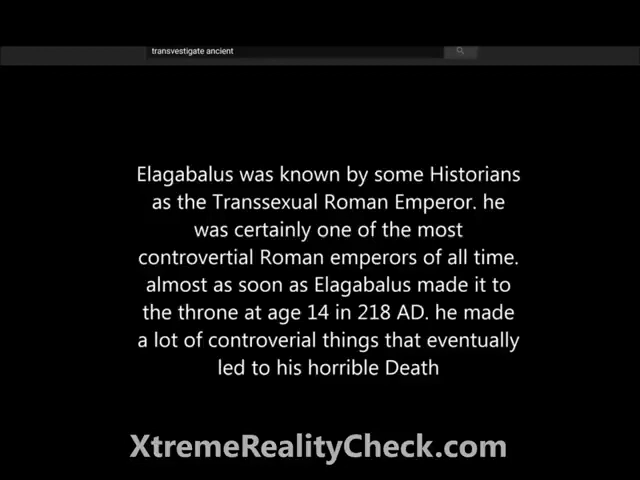 transvestigate ancient
Elagabalus was known by some Historians
as the Transsexual Roman Emperor. he
was certainly one of the most
controvertial Roman emperors of all time.
almost as soon as Elagabalus made it to
the throne at age 14 in 218 AD. he made
a lot of controverial things that eventually
led to his horrible Death
XtremeRealityCheck.com